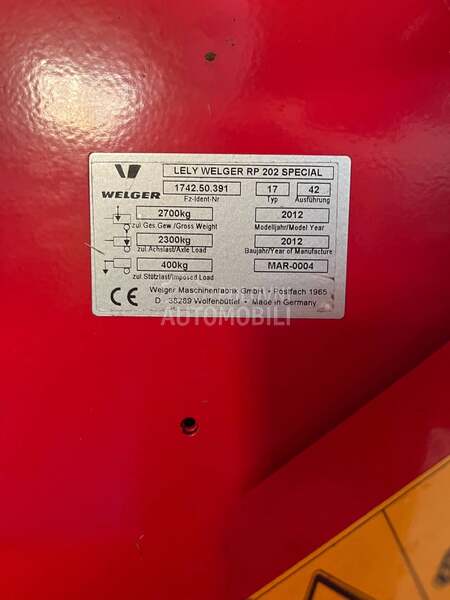 LELY WELGER RP 202 SPECIAL
WELGER
1742.50.391 17 42
Fz-Ident-Nr Typ Ausführung
2700kg 2012
zul.Ges.Gew./Gross Weight Modelljahr/Model Year
2300kg 2012
zul.Achslast/Axle Load Baujahr/Year of Manufacture
400kg MAR-0004
zul.Stützlast/Imposed Load
CE Welger Maschinenfabrik GmbH • Postfach 1965
D - 38289 Wolfenbüttel • Made in Germany
AUTOMOBILI